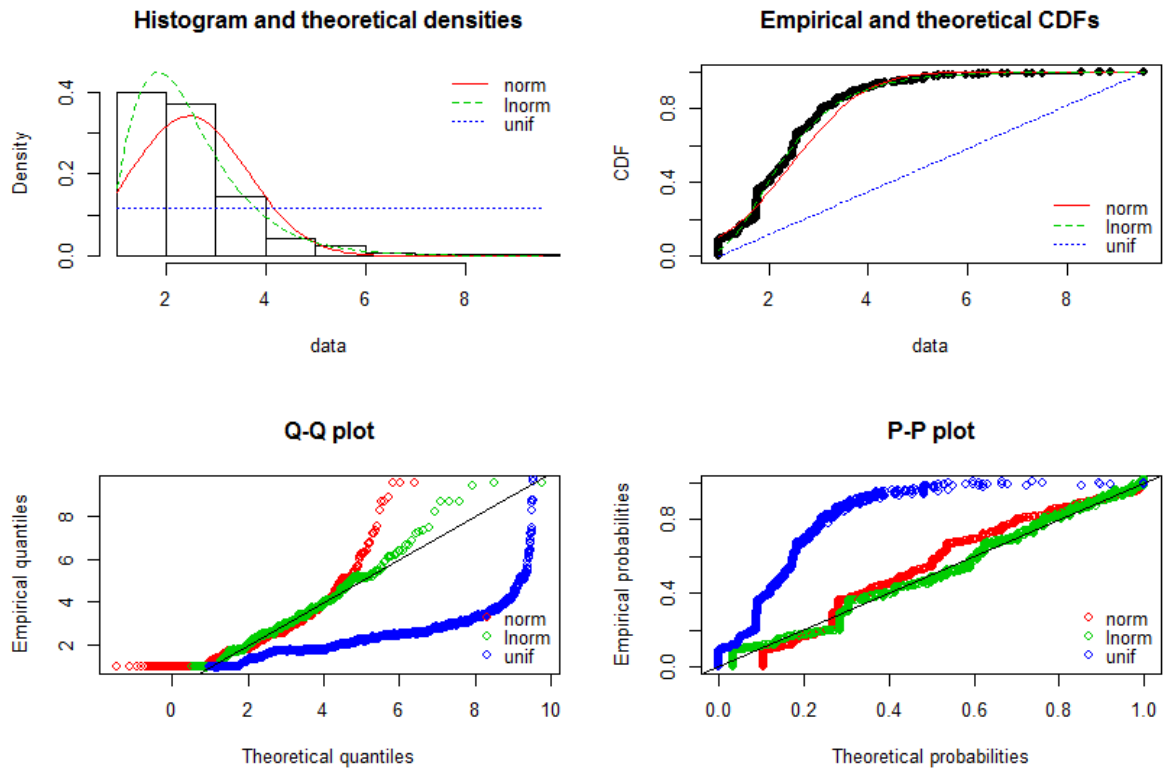 Histogram and theoretical densities
Density
0.0
0.2
0.4
norm
lnorm
unif
2
4
6
8
data
Empirical and theoretical CDFs
CDF
0.0
0.4
0.8
norm
lnorm
unif
2
4
6
8
data
Q-Q plot
Empirical quantiles
2
4
6
8
norm
lnorm
unif
0
2
4
6
8
10
Theoretical quantiles
P-P plot
Empirical probabilities
0.0
0.4
0.8
norm
lnorm
unif
0.0
0.2
0.4
0.6
0.8
1.0
Theoretical probabilities